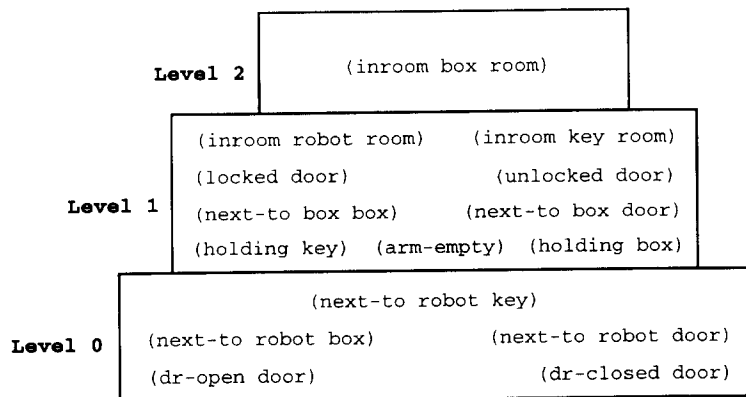 Level 2 (inroom box room)
(inroom robot room) (inroom key room)
(locked door) (unlocked door)
Level 1 (next-to box box) (next-to box door)
(holding key) (arm-empty) (holding box)
(next-to robot key)
Level 0 (next-to robot box) (next-to robot door)
(dr-open door) (dr-closed door)